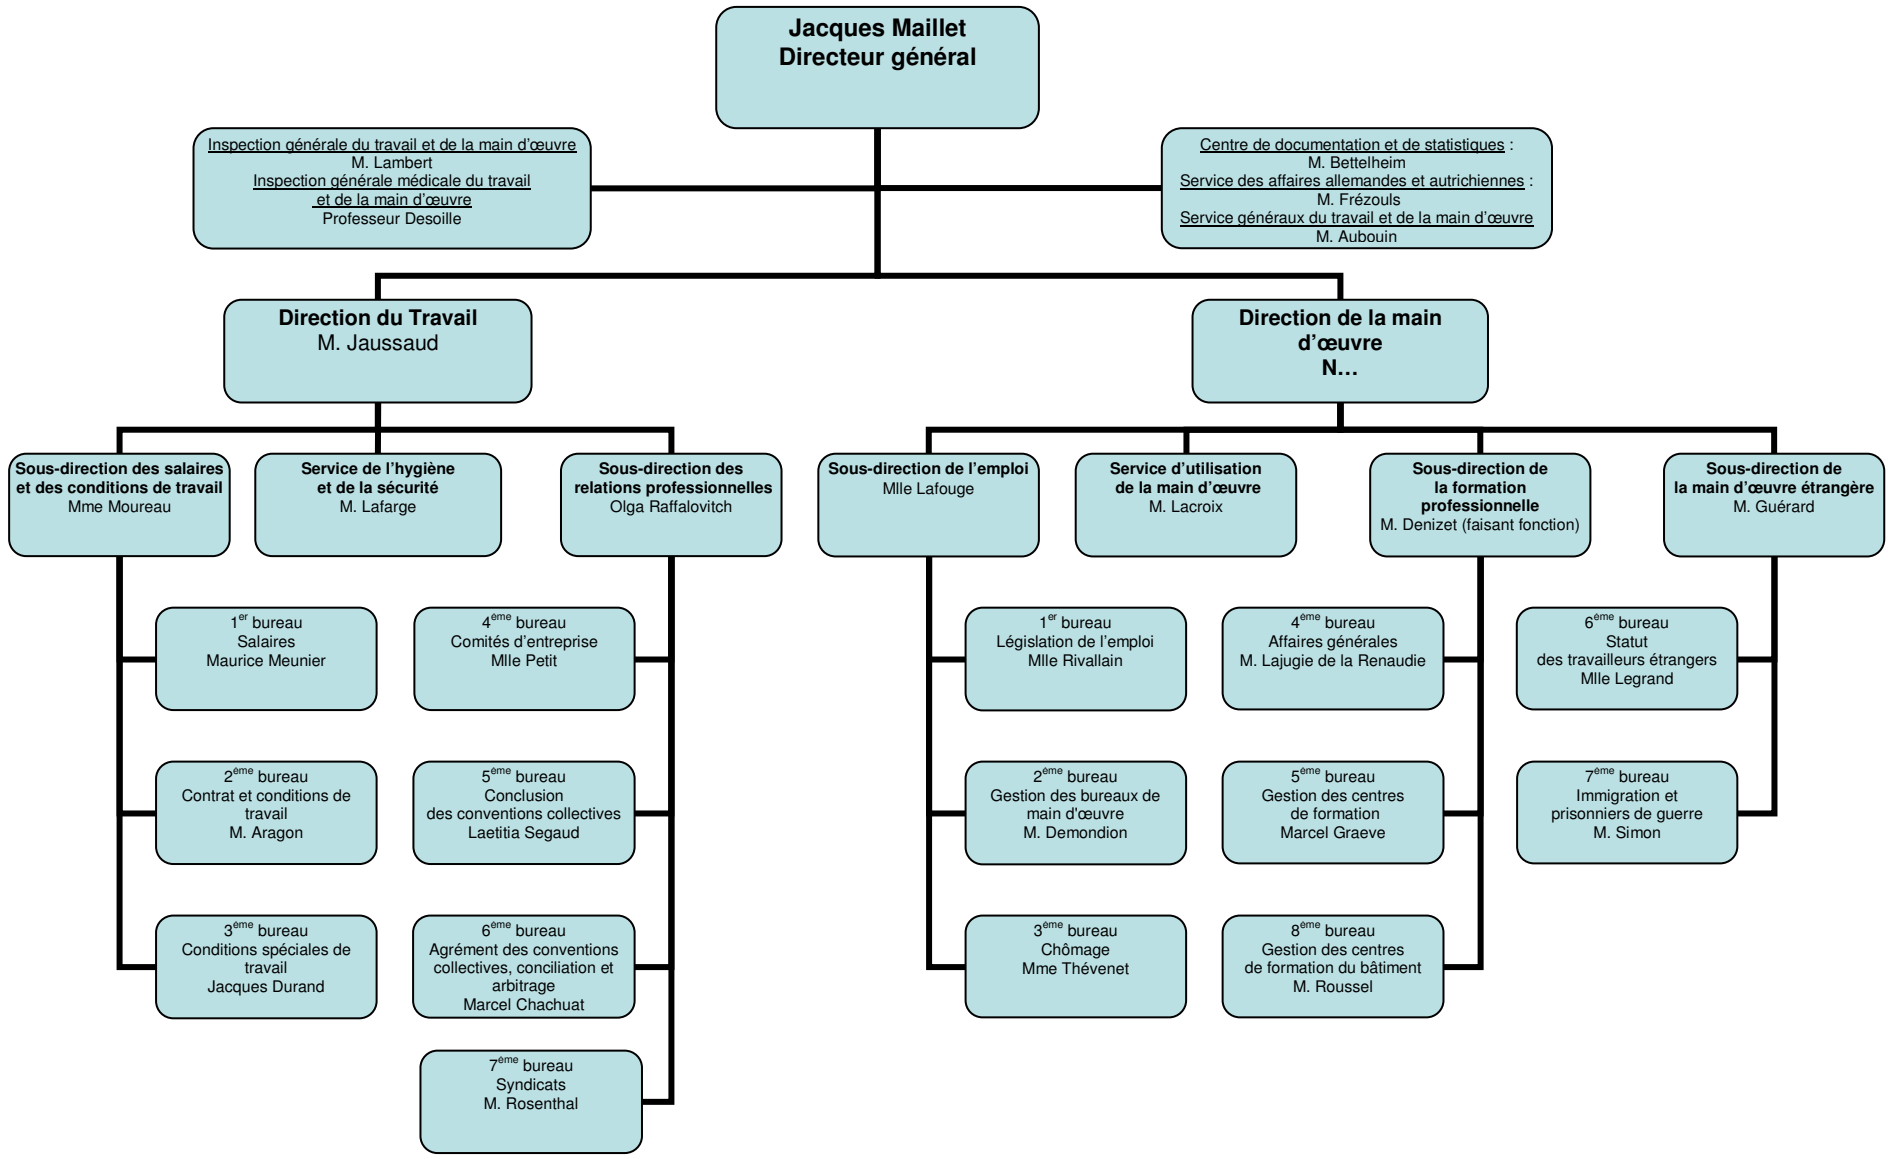 Jacques Maillet
Directeur général
Inspection générale du travail et de la main d’œuvre
M. Lambert
Inspection générale médicale du travail
et de la main d’œuvre
Professeur Desoille
Centre de documentation et de statistiques :
M. Bettelheim
Service des affaires allemandes et autrichiennes :
M. Frézouls
Service généraux du travail et de la main d’œuvre
M. Aubouin
Direction du Travail
M. Jaussaud
Direction de la main
d’œuvre
N…
Sous-direction des salaires
et des conditions de travail
Mme Moureau
Service de l’hygiène
et de la sécurité
M. Lafarge
Sous-direction des
relations professionnelles
Olga Raffalovitch
Sous-direction de l’emploi
Mlle Lafouge
Service d’utilisation
de la main d’œuvre
M. Lacroix
Sous-direction de
la formation
professionnelle
M. Denizet (faisant fonction)
Sous-direction de
la main d’œuvre étrangère
M. Guérard
1er bureau
Salaires
Maurice Meunier
4ème bureau
Comités d’entreprise
Mlle Petit
1er bureau
Législation de l’emploi
Mlle Rivallain
4ème bureau
Affaires générales
M. Lajugie de la Renaudie
6ème bureau
Statut
des travailleurs étrangers
Mlle Legrand
2ème bureau
Contrat et conditions de
travail
M. Aragon
5ème bureau
Conclusion
des conventions collectives
Laetitia Segaud
2ème bureau
Gestion des bureaux de
main d'œuvre
M. Demondion
5ème bureau
Gestion des centres
de formation
Marcel Graeve
7ème bureau
Immigration et
prisonniers de guerre
M. Simon
3ème bureau
Conditions spéciales de
travail
Jacques Durand
6ème bureau
Agrément des conventions
collectives, conciliation et
arbitrage
Marcel Chachuat
3ème bureau
Chômage
Mme Thévenet
8ème bureau
Gestion des centres
de formation du bâtiment
M. Roussel
7ème bureau
Syndicats
M. Rosenthal